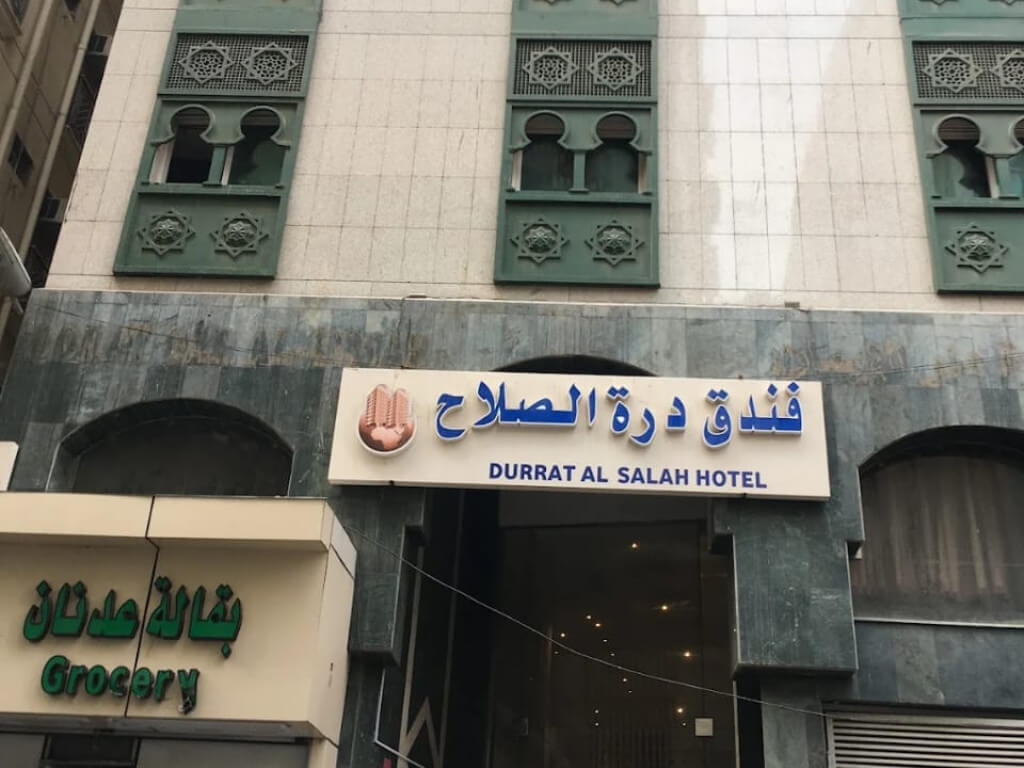 فندق درة الصلاح
DURRAT AL SALAH HOTEL
بقالة عدنان
Grocery